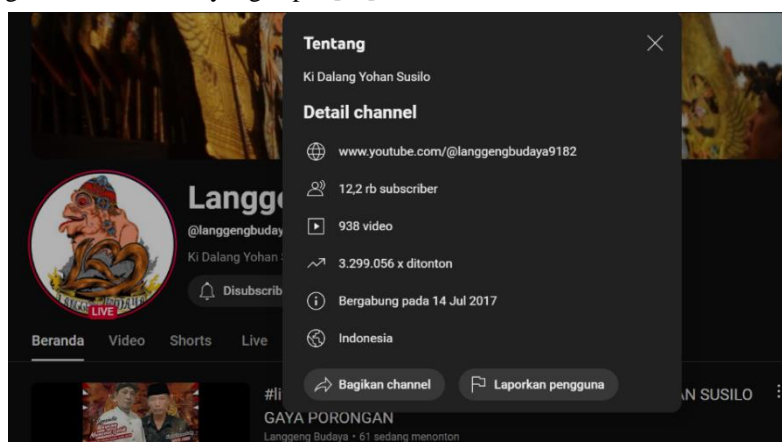 Tentang
Ki Dalang Yohan Susilo
Detail channel
www.youtube.com/@langgengbudaya9182
12,2 rb subscriber
938 video
3.299.056 x ditonton
Bergabung pada 14 Jul 2017
Indonesia
Bagikan channel
Laporkan pengguna
Langg
@langgengbuday
Ki Dalang Yohan
Disubscrib
LANGGENG BUDAYA
LIVE
Beranda Video Shorts Live
#li
N SUSILO
GAYA PORONGAN
Langgeng Budaya • 61 sedang menonton